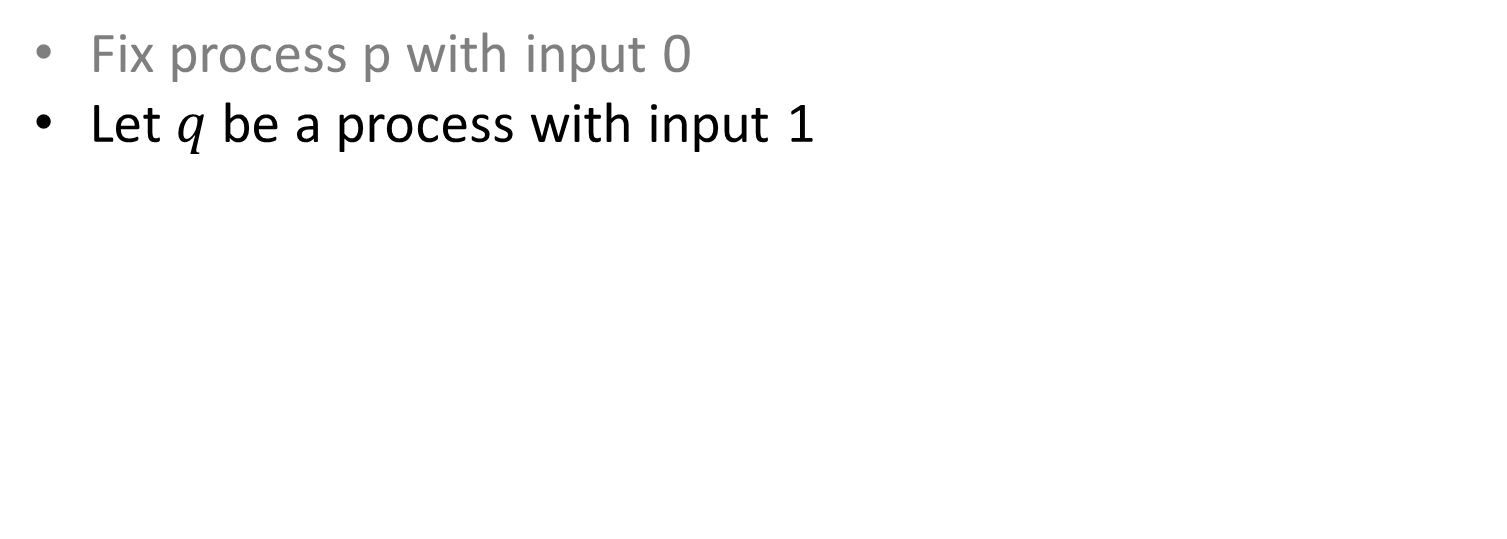 • Fix process p with input 0
• Let q be a process with input 1